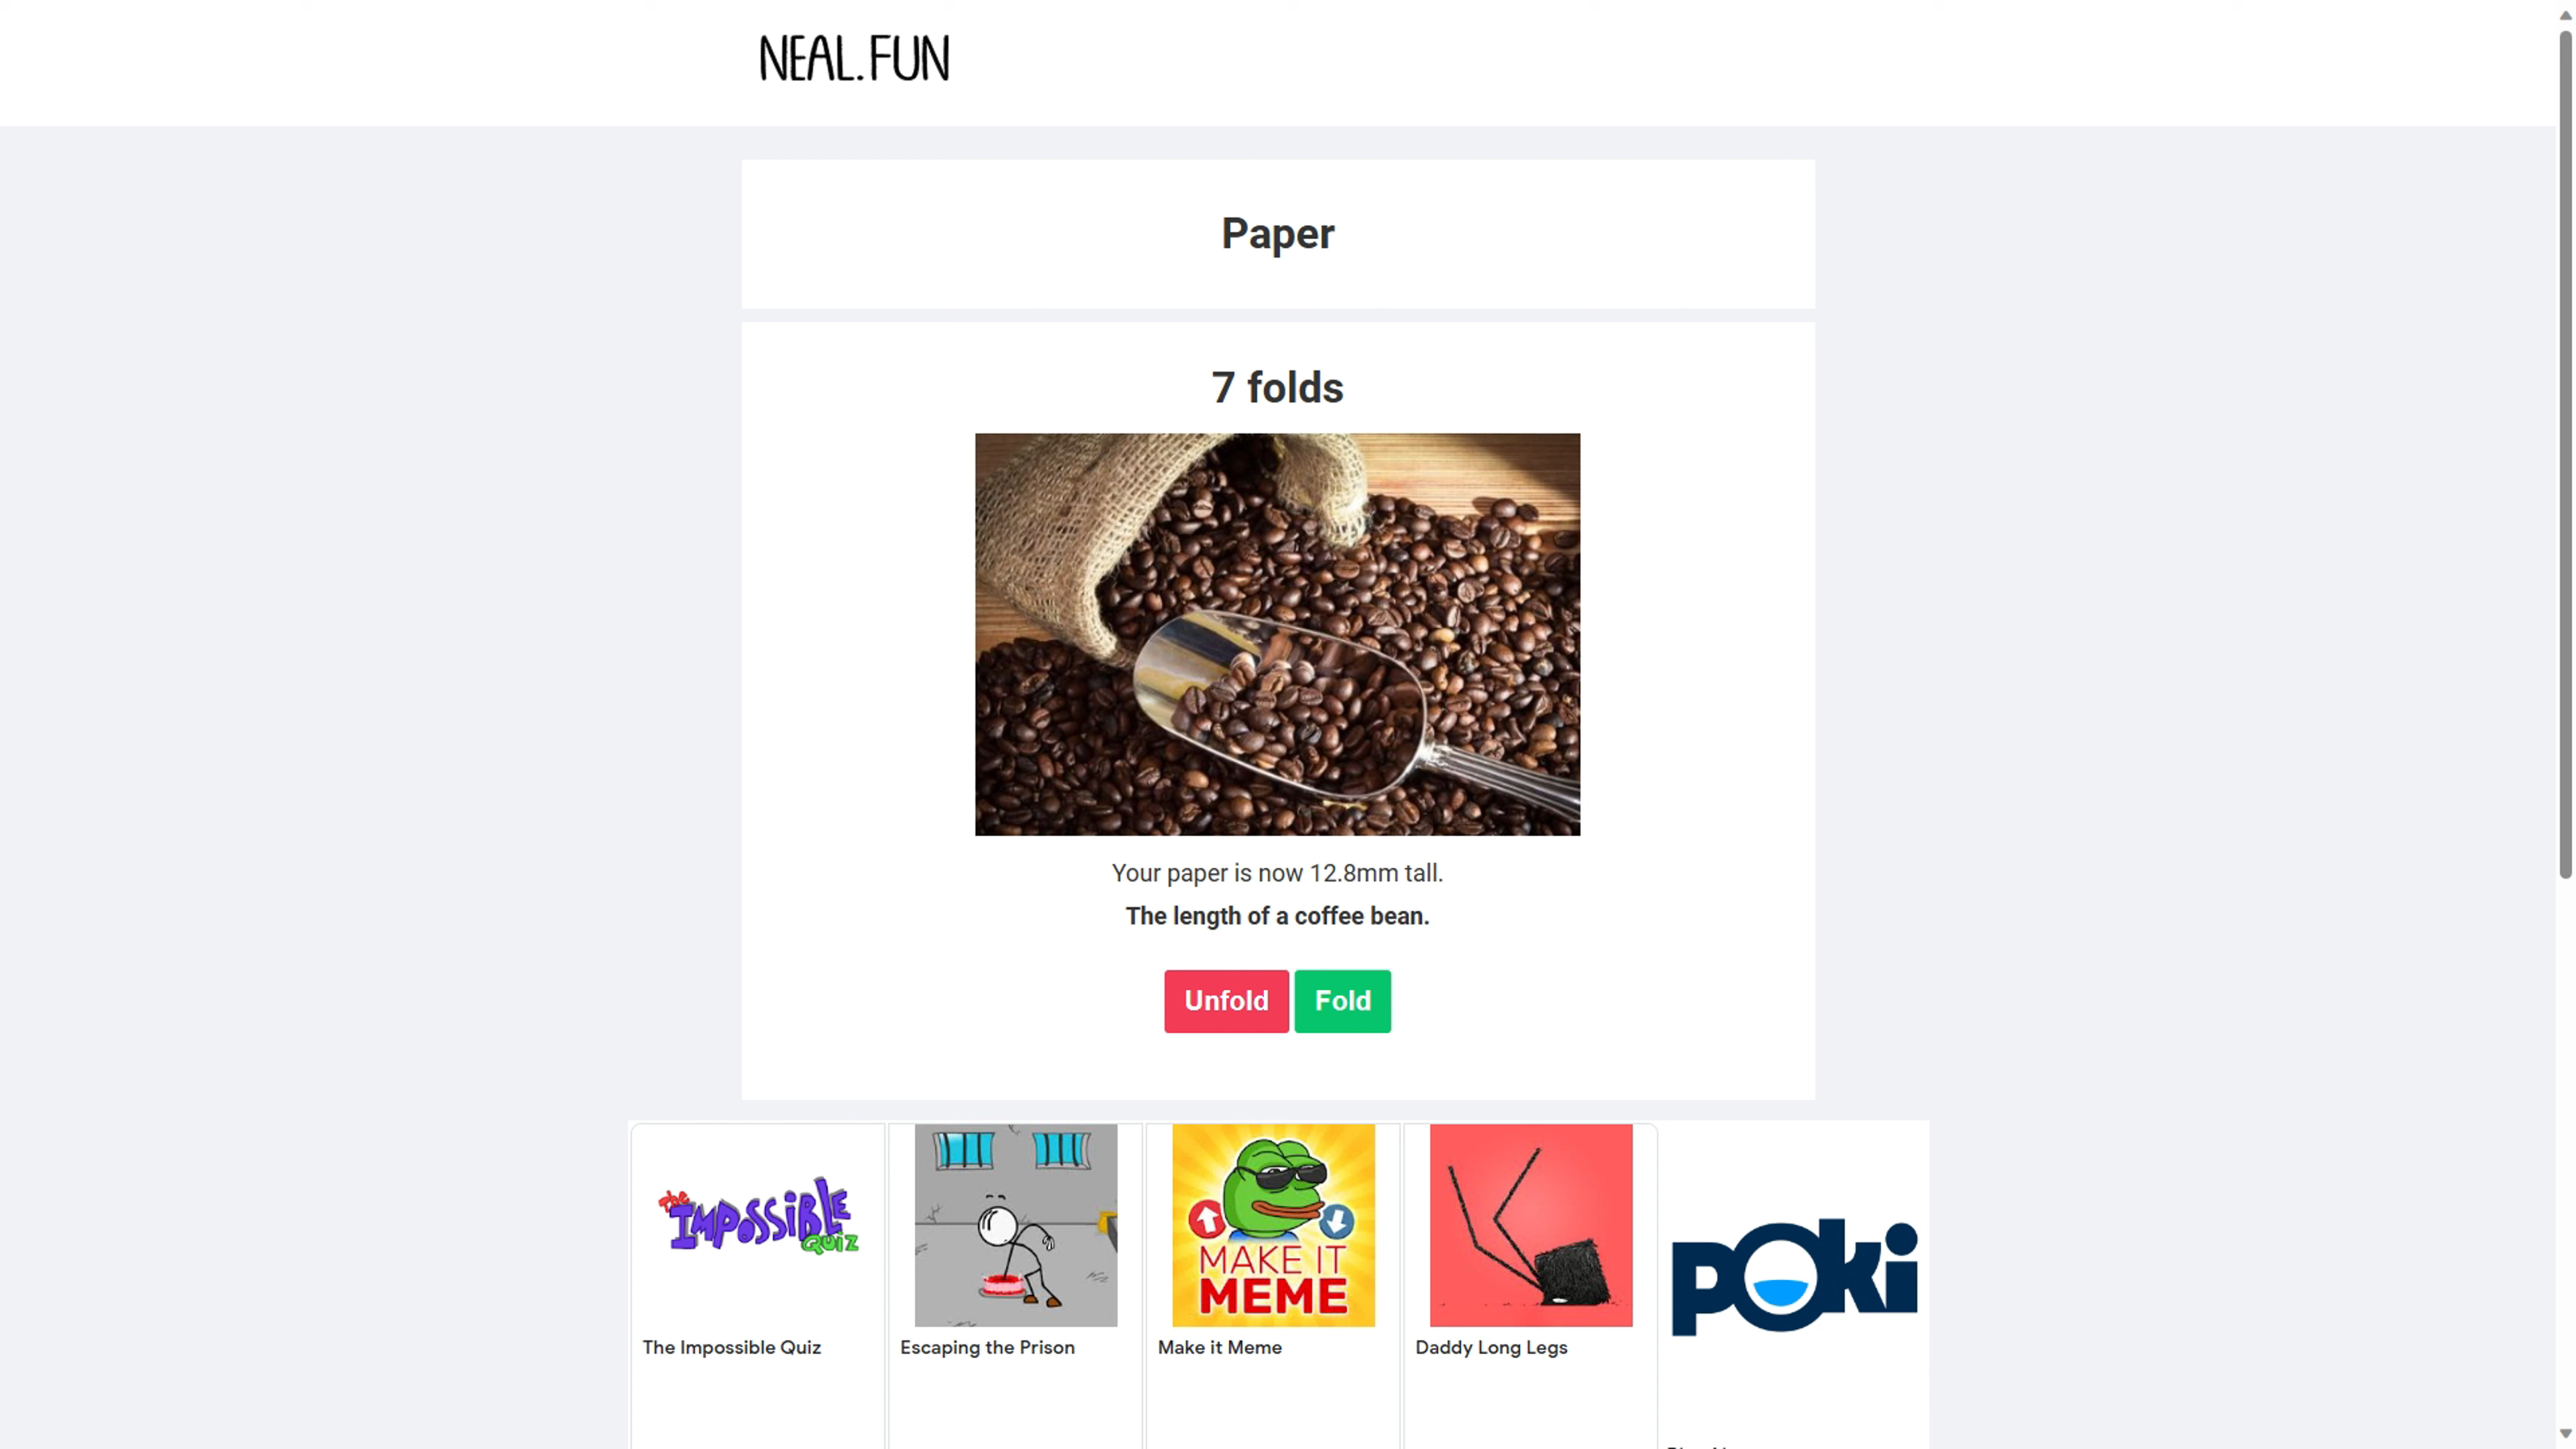 NEAL.FUN
Paper
7 folds
Your paper is now 12.8mm tall.
The length of a coffee bean.
Unfold Fold
The IMPOSSIBLE QUIZ
MAKE IT
MEME
poki
The Impossible Quiz
Escaping the Prison
Make it Meme
Daddy Long Legs